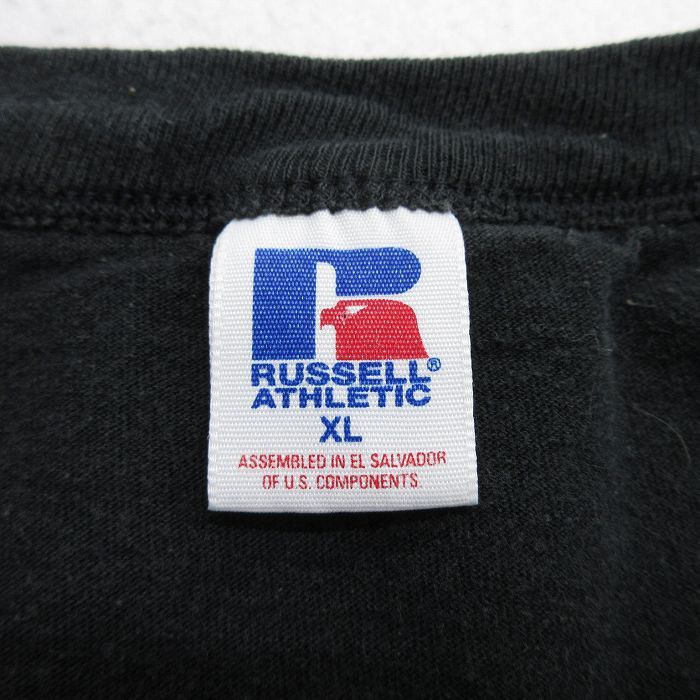 RUSSELL®
ATHLETIC
XL
ASSEMBLED IN EL SALVADOR
OF U.S. COMPONENTS.